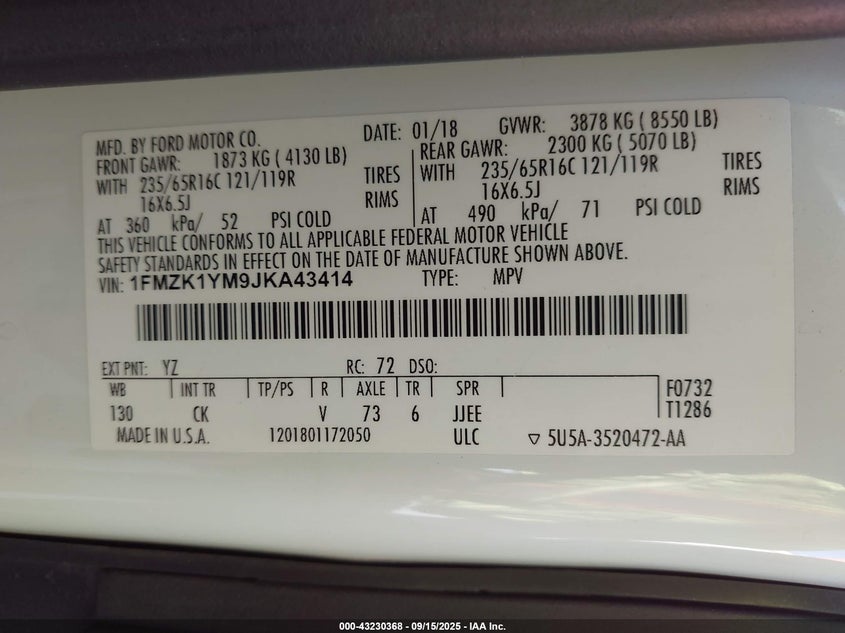 MFD. BY FORD MOTOR CO. DATE: 01/18 GVWR: 3878 KG ( 8550 LB)
FRONT GAWR: 1873 KG ( 4130 LB) REAR GAWR: 2300 KG ( 5070 LB)
WITH 235/65R16C 121/119R TIRES WITH 235/65R16C 121/119R TIRES
16X6.5J RIMS 16X6.5J RIMS
AT 360 kPa/ 52 PSI COLD AT 490 kPa/ 71 PSI COLD
THIS VEHICLE CONFORMS TO ALL APPLICABLE FEDERAL MOTOR VEHICLE
SAFETY STANDARDS IN EFFECT ON THE DATE OF MANUFACTURE SHOWN ABOVE.
VIN: 1FMZK1YM9JKA43414 TYPE: MPV
EXT PNT: YZ RC: 72 DSO:
WB INT TR TP/PS R AXLE TR SPR F0732
130 CK V 73 6 JJEE T1286
MADE IN U.S.A. 1201801172050 ULC ▽ 5U5A-3520472-AA
000-43230368 - 09/15/2025 - IAA Inc.